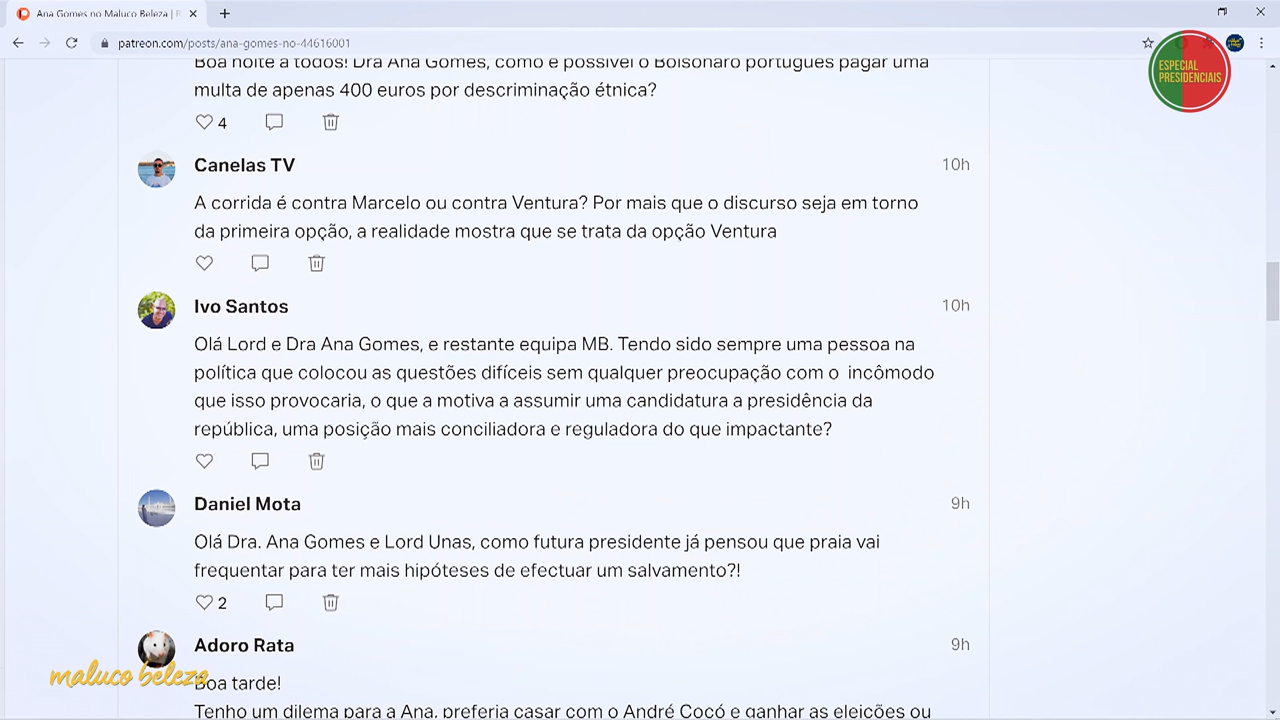 Ana Gomes no Maluco Beleza |
patreon.com/posts/ana-gomes-no-44616001
ESPECIAL
PRESIDENCIAIS
Boa noite a todos! Dra Ana Gomes, como é possível o Bolsonaro português pagar uma
multa de apenas 400 euros por descriminação étnica?
4
Canelas TV
10h
A corrida é contra Marcelo ou contra Ventura? Por mais que o discurso seja em torno
da primeira opção, a realidade mostra que se trata da opção Ventura
Ivo Santos
10h
Olá Lord e Dra Ana Gomes, e restante equipa MB. Tendo sido sempre uma pessoa na
política que colocou as questões difíceis sem qualquer preocupação com o  incômodo
que isso provocaria, o que a motiva a assumir uma candidatura a presidência da
república, uma posição mais conciliadora e reguladora do que impactante?
Daniel Mota
9h
Olá Dra. Ana Gomes e Lord Unas, como futura presidente já pensou que praia vai
frequentar para ter mais hipóteses de efectuar um salvamento?!
2
Adoro Rata
9h
maluco beleza
Boa tarde!
Tenho um dilema para a Ana, preferia casar com o André Cocó e ganhar as eleições ou